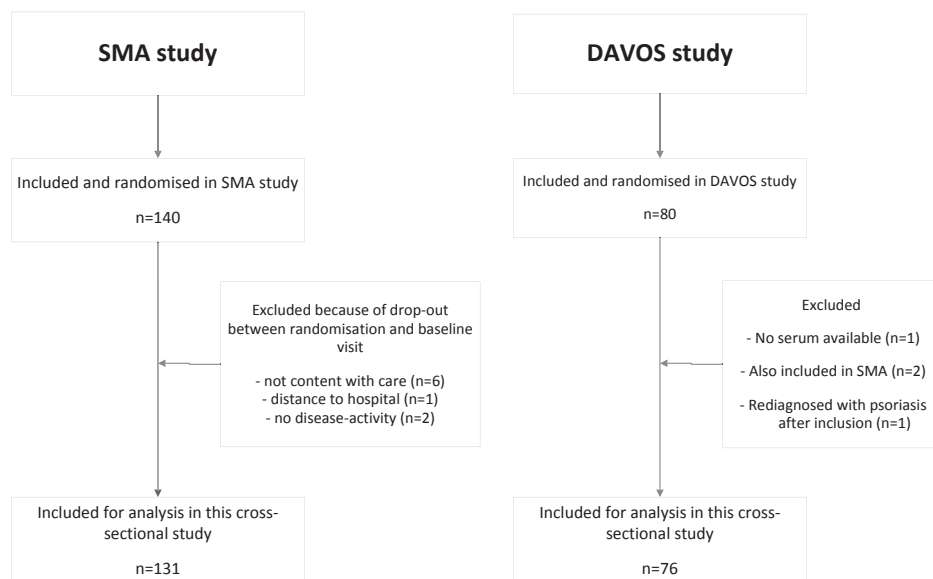 SMA study
Included and randomised in SMA study
n=140
Excluded because of drop-out
between randomisation and baseline
visit
- not content with care (n=6)
- distance to hospital (n=1)
- no disease-activity (n=2)
Included for analysis in this cross-
sectional study
n=131
DAVOS study
Included and randomised in DAVOS study
n=80
Excluded
- No serum available (n=1)
- Also included in SMA (n=2)
- Rediagnosed with psoriasis
after inclusion (n=1)
Included for analysis in this cross-
sectional study
n=76